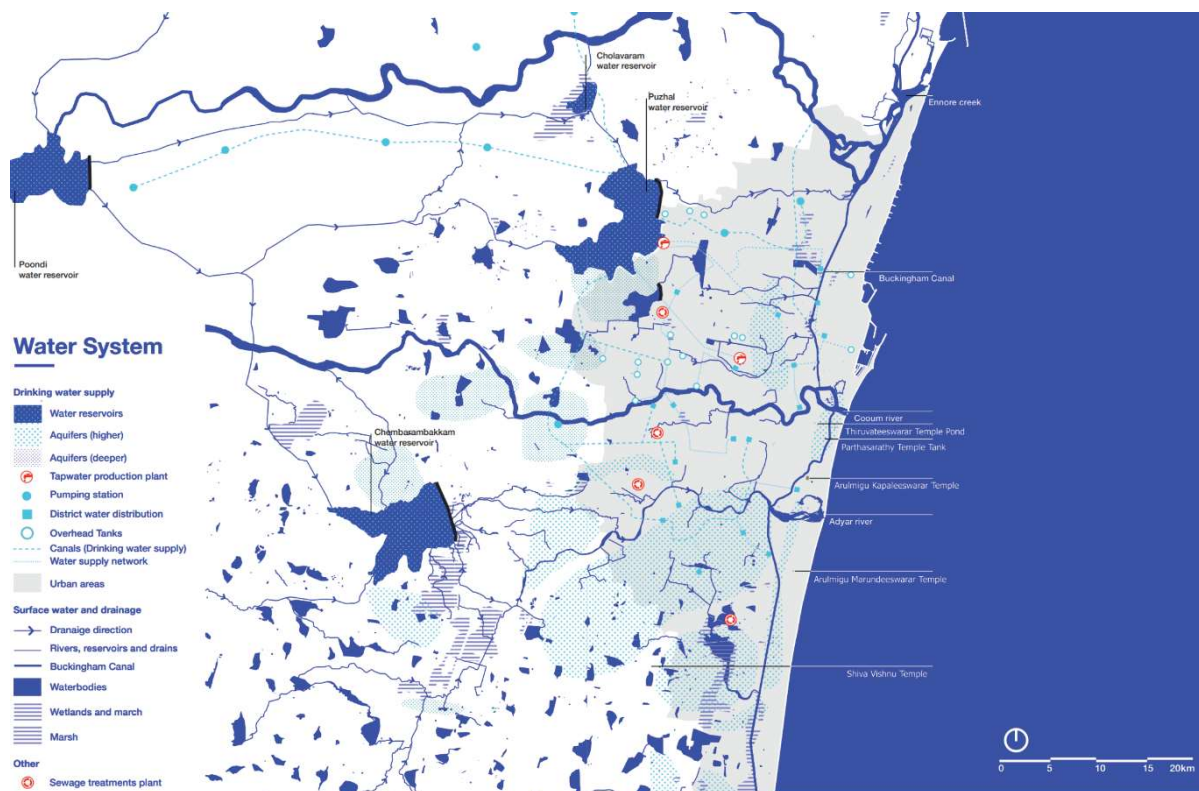 Cholavaram
water reservoir
Puzhal
water reservoir
Ennore creek
Poondi
water reservoir
Buckingham Canal
Water System
Drinking water supply
Water reservoirs
Aquifers (higher)
Aquifers (deeper)
Tapwater production plant
Pumping station
District water distribution
Overhead Tanks
Canals (Drinking water supply)
Water supply network
Urban areas
Surface water and drainage
Dranaige direction
Rivers, reservoirs and drains
Buckingham Canal
Waterbodies
Wetlands and march
Marsh
Other
Sewage treatments plant
Chembarambakkam
water reservoir
Cooum river
Thiruvateeswarar Temple Pond
Parthasarathy Temple Tank
Arulmigu Kapaleeswarar Temple
Adyar river
Arulmigu Marundeeswarar Temple
Shiva Vishnu Temple
0 5 10 15 20km